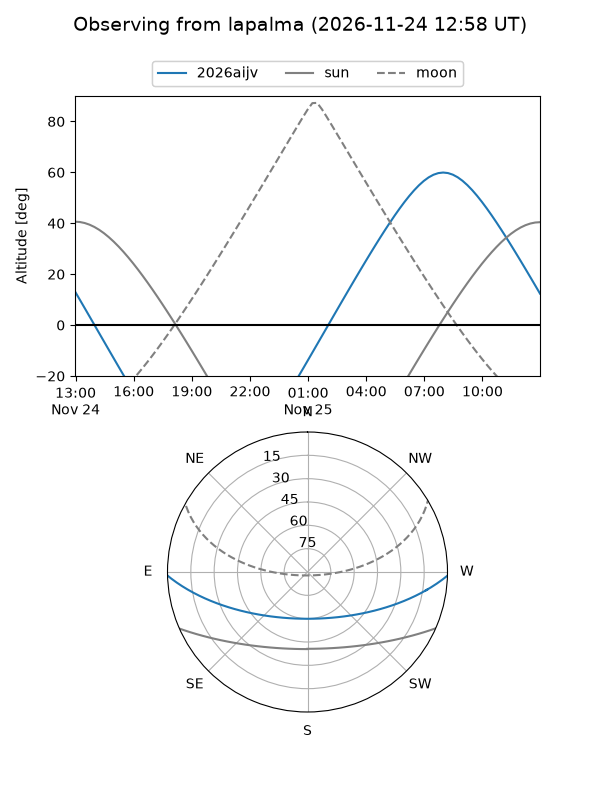 Observing from lapalma (2026-11-24 12:58 UT)
2026aijv sun moon
Altitude [deg]
80
60
40
20
0
−20
13:00 16:00 19:00 22:00 01:00 04:00 07:00 10:00
Nov 24 Nov 25
N
NE NW
15
30
45
60
75
E W
SE SW
S